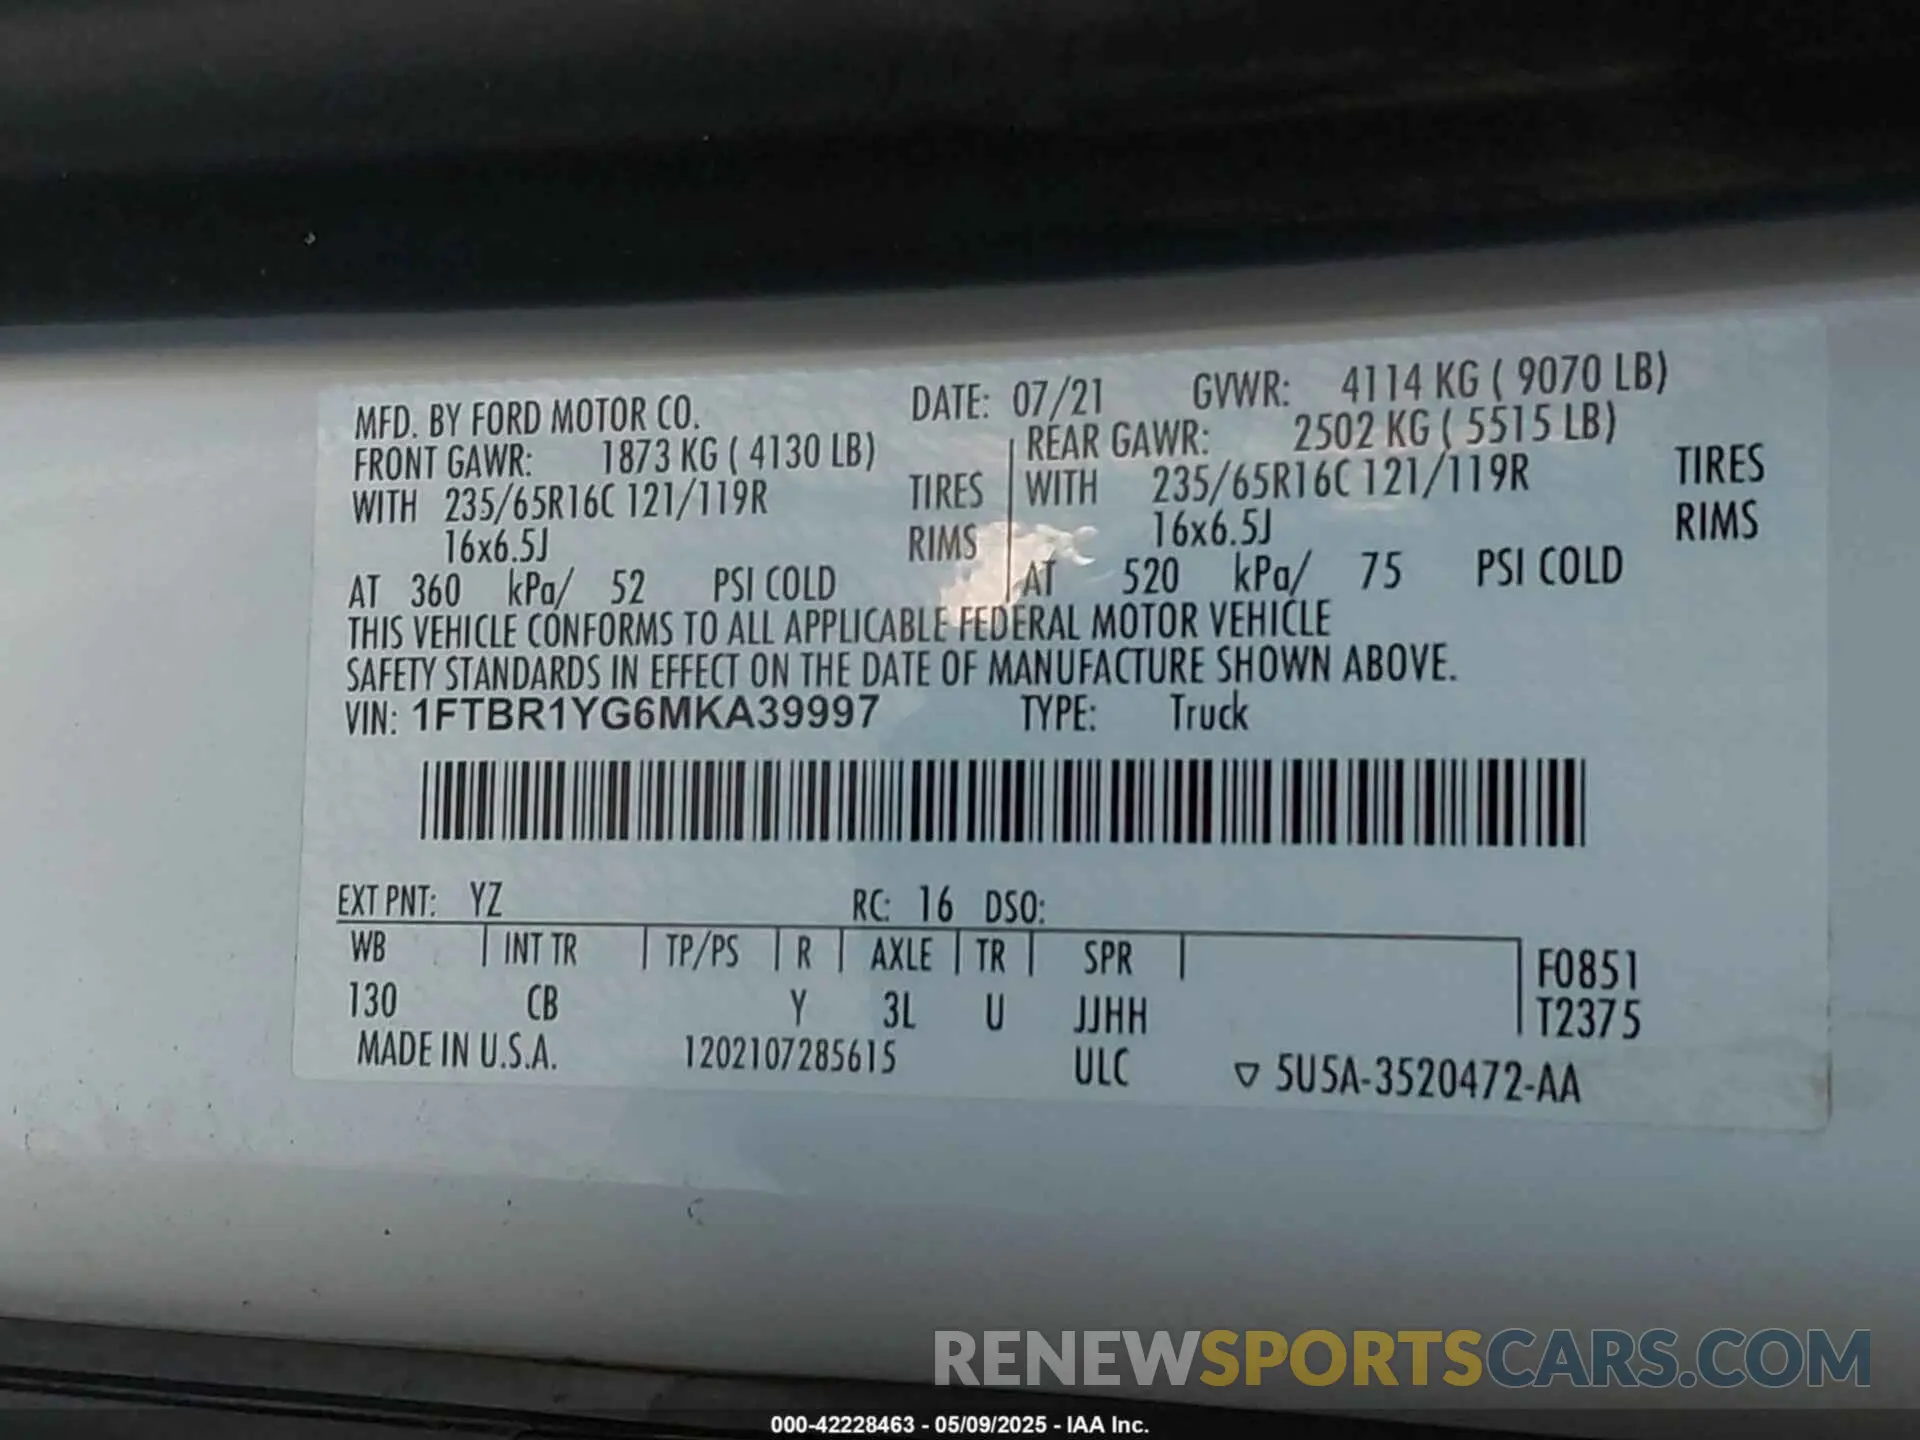 MFD. BY FORD MOTOR CO. DATE: 07/21 GVWR: 4114 KG ( 9070 LB)
FRONT GAWR: 1873 KG ( 4130 LB) REAR GAWR: 2502 KG ( 5515 LB)
WITH 235/65R16C 121/119R TIRES WITH 235/65R16C 121/119R TIRES
16x6.5J RIMS 16x6.5J RIMS
AT 360 kPa/ 52 PSI COLD AT 520 kPa/ 75 PSI COLD
THIS VEHICLE CONFORMS TO ALL APPLICABLE FEDERAL MOTOR VEHICLE
SAFETY STANDARDS IN EFFECT ON THE DATE OF MANUFACTURE SHOWN ABOVE.
VIN: 1FTBR1YG6MKA39997 TYPE: Truck
EXT PNT: YZ RC: 16 DSO:
WB INT TR TP/PS R AXLE TR SPR F0851
130 CB Y 3L U JJHH T2375
MADE IN U.S.A. 1202107285615 ULC ▽ 5U5A-3520472-AA
RENEWSPORTSCARS.COM
000-42228463 - 05/09/2025 - IAA Inc.